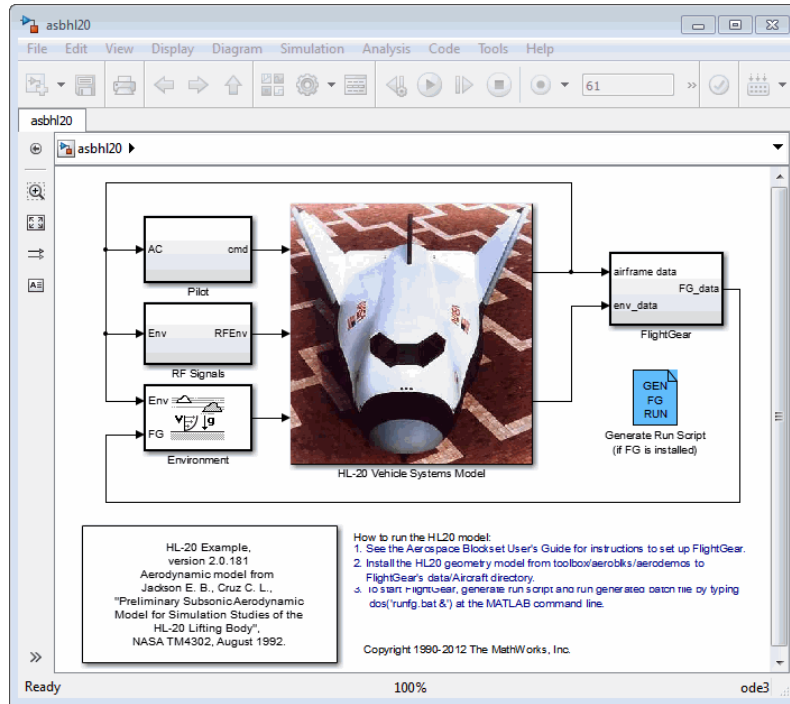 asbhl20
File Edit View Display Diagram Simulation Analysis Code Tools Help
61
asbhl20
asbhl20
AC cmd
Pilot
Env RFEnv
RF Signals
Env
V g
FG
Environment
HL-20 Vehicle Systems Model
airframe data
FG_data
env_data
FlightGear
GEN
FG
RUN
Generate Run Script
(if FG is installed)
HL-20 Example,
version 2.0.181
Aerodynamic model from
Jackson E. B., Cruz C. L.,
"Preliminary Subsonic Aerodynamic
Model for Simulation Studies of the
HL-20 Lifting Body",
NASA TM4302, August 1992.
How to run the HL20 model:
1. See the Aerospace Blockset User's Guide for instructions to set up FlightGear.
2. Install the HL20 geometry model from toolbox/aeroblks/aerodemos to
FlightGear's data/Aircraft directory.
3. To start FlightGear, generate run script and run generated batch file by typing
dos('runfg.bat &') at the MATLAB command line.
Copyright 1990-2012 The MathWorks, Inc.
Ready 100% ode3